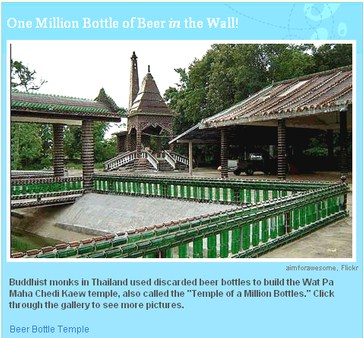 One Million Bottle of Beer in the Wall!
aimforawesome, Flickr
Buddhist monks in Thailand used discarded beer bottles to build the Wat Pa
Maha Chedi Kaew temple, also called the "Temple of a Million Bottles." Click
through the gallery to see more pictures.
Beer Bottle Temple